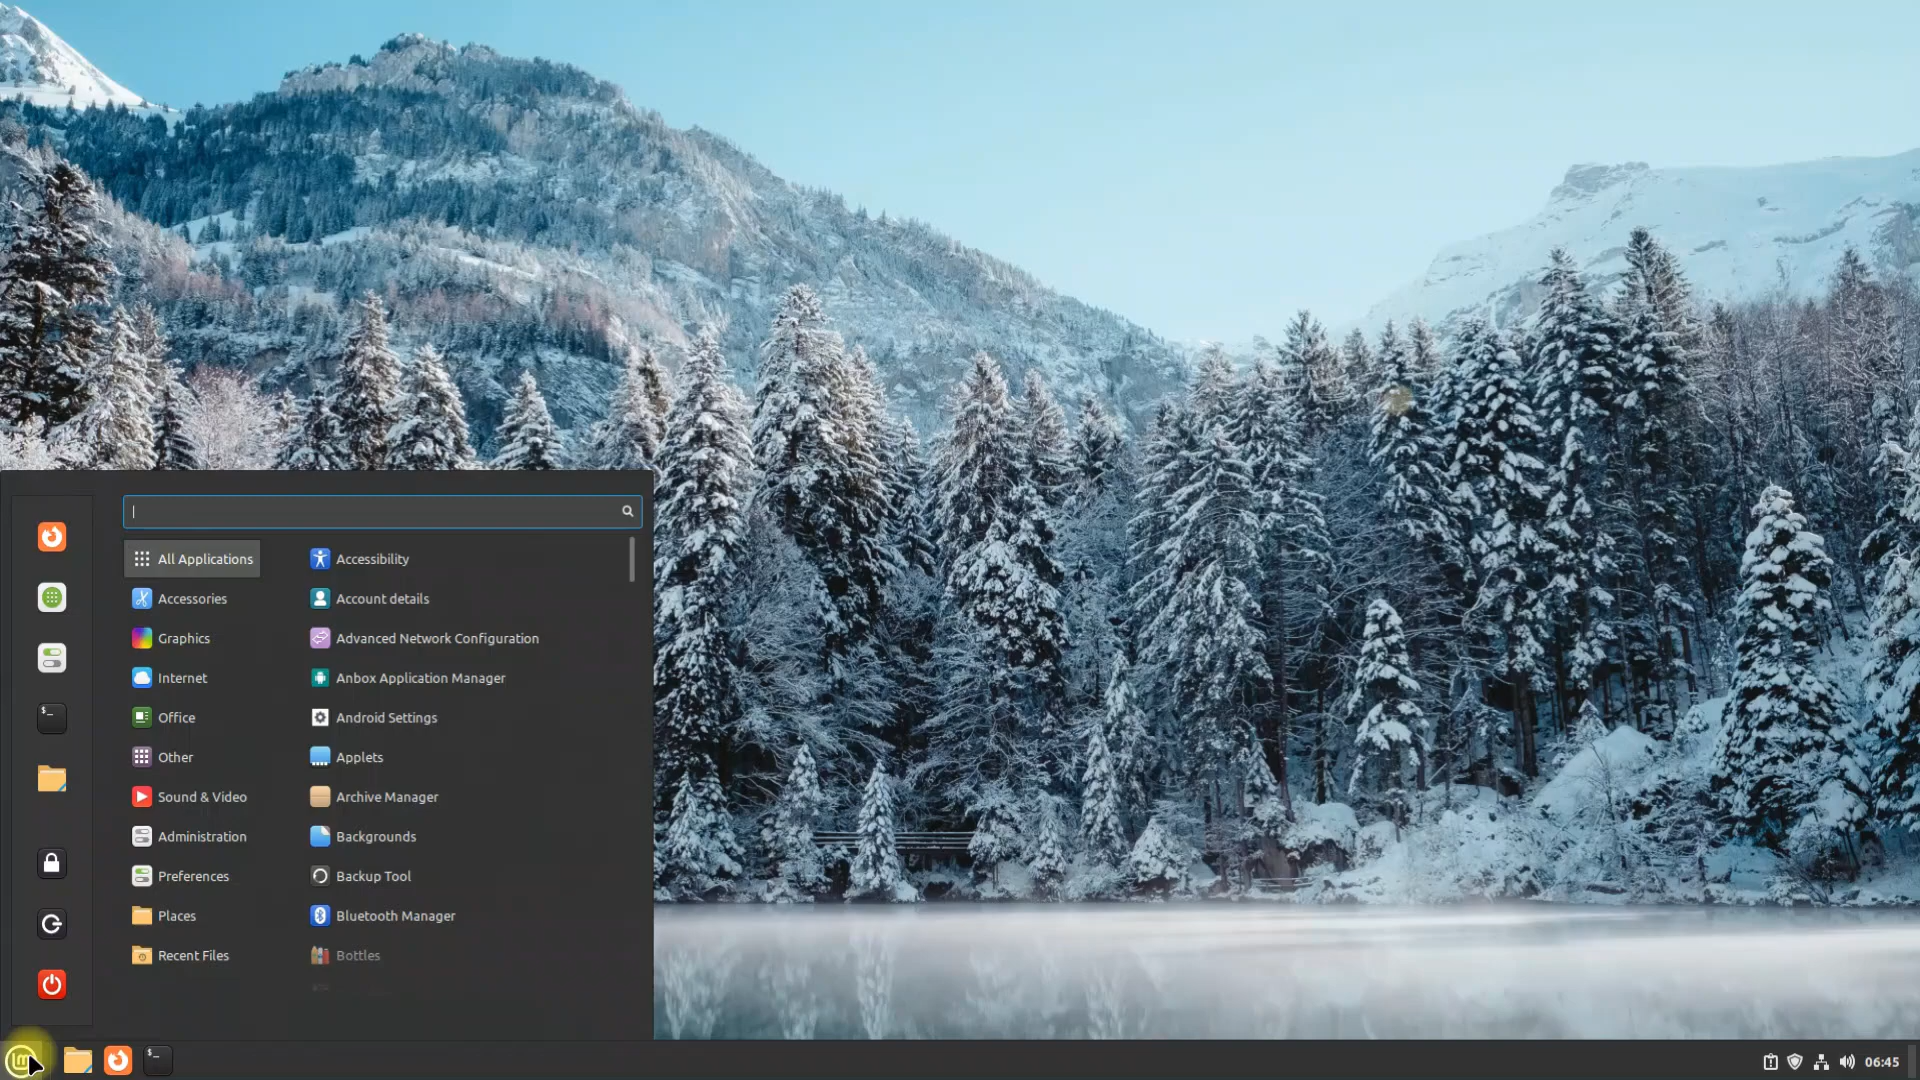 All Applications
Accessories
Graphics
Internet
Office
Other
Sound & Video
Administration
Preferences
Places
Recent Files
Accessibility
Account details
Advanced Network Configuration
Anbox Application Manager
Android Settings
Applets
Archive Manager
Backgrounds
Backup Tool
Bluetooth Manager
Bottles
06:45